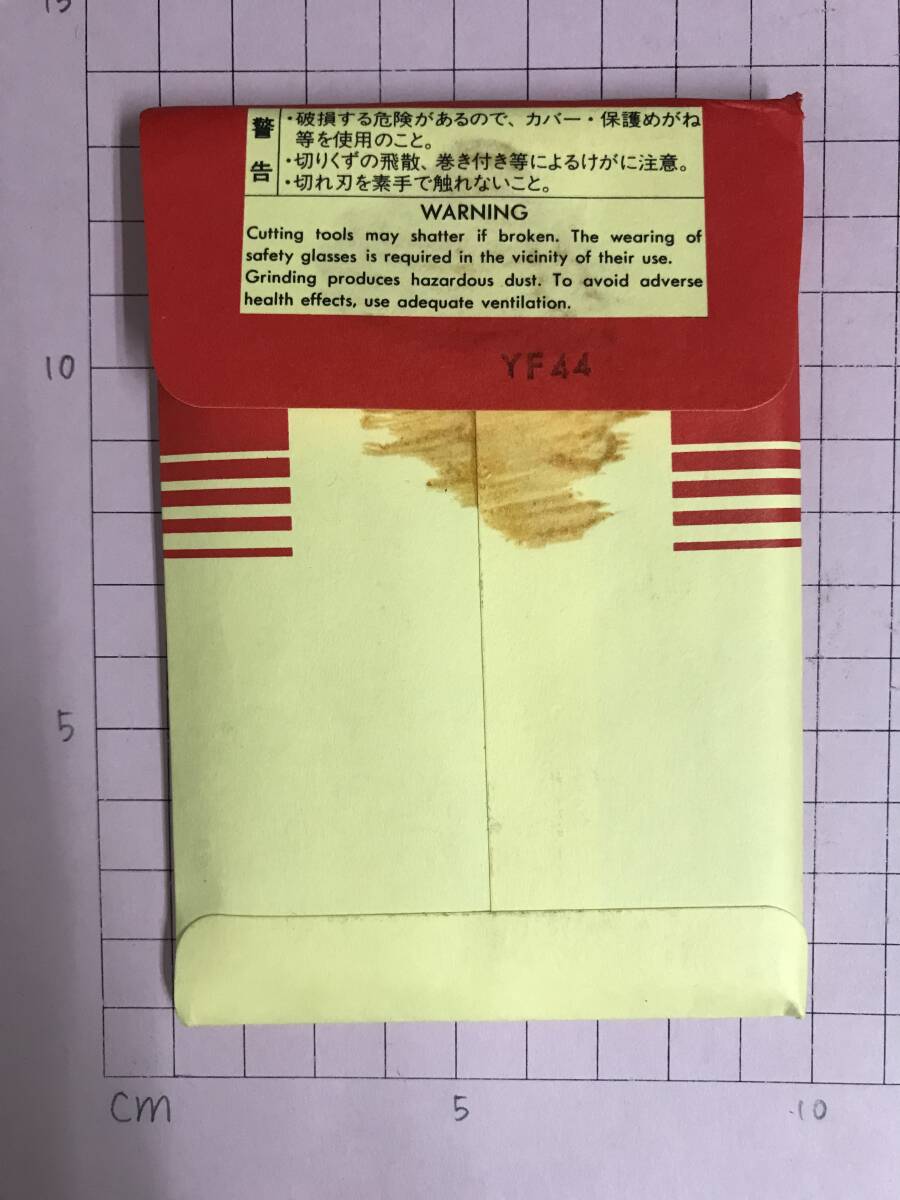 15
警告
・破損する危険があるので、カバー・保護めがね
等を使用のこと。
・切りくずの飛散、巻き付き等によるけがに注意。
・切れ刃を素手で触れないこと。
WARNING
Cutting tools may shatter if broken. The wearing of
safety glasses is required in the vicinity of their use.
Grinding produces hazardous dust. To avoid adverse
health effects, use adequate ventilation.
YF44
10
5
CM
5
10